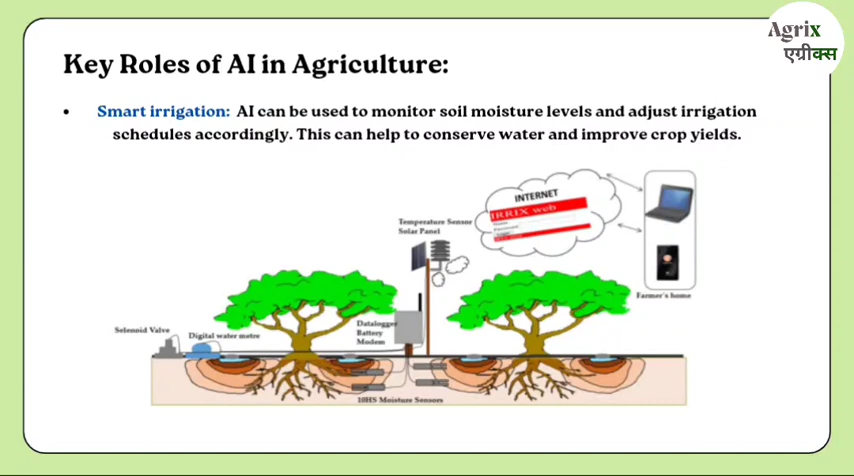 Agrix
एग्रीक्स
Key Roles of AI in Agriculture:
• Smart irrigation: AI can be used to monitor soil moisture levels and adjust irrigation
schedules accordingly. This can help to conserve water and improve crop yields.
INTERNET
IRRIX web
Temperature Sensor
Solar Panel
Farmer's home
Selenoid Valve
Digital water metre
Datalogger
Battery
Modem
10HS Moisture Sensors